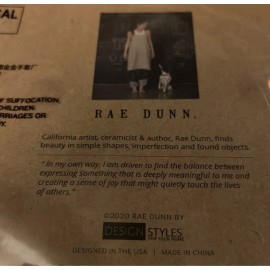 AL
OF SUFFOCATION,
CHILDREN.
RRIAGES OR
Y.
RAE DUNN.
California artist, ceramicist & author, Rae Dunn, finds
beauty in simple shapes, imperfection and found objects.
“In my own way, I am driven to find the balance between
expressing something that is deeply meaningful to me and
creating a sense of joy that might quietly touch the lives
of others.”
©2020 RAE DUNN BY
DESIGN STYLES
DESIGNED IN THE USA | MADE IN CHINA